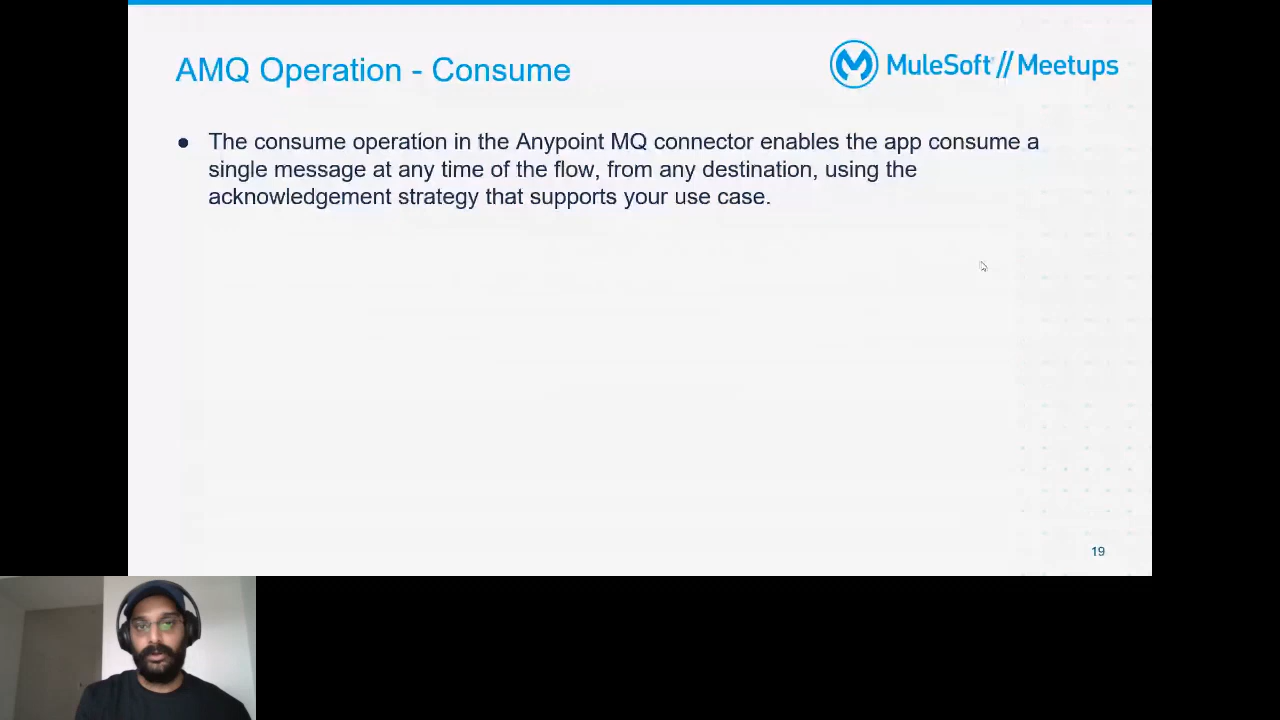 AMQ Operation - Consume
MuleSoft // Meetups
● The consume operation in the Anypoint MQ connector enables the app consume a
single message at any time of the flow, from any destination, using the
acknowledgement strategy that supports your use case.
19